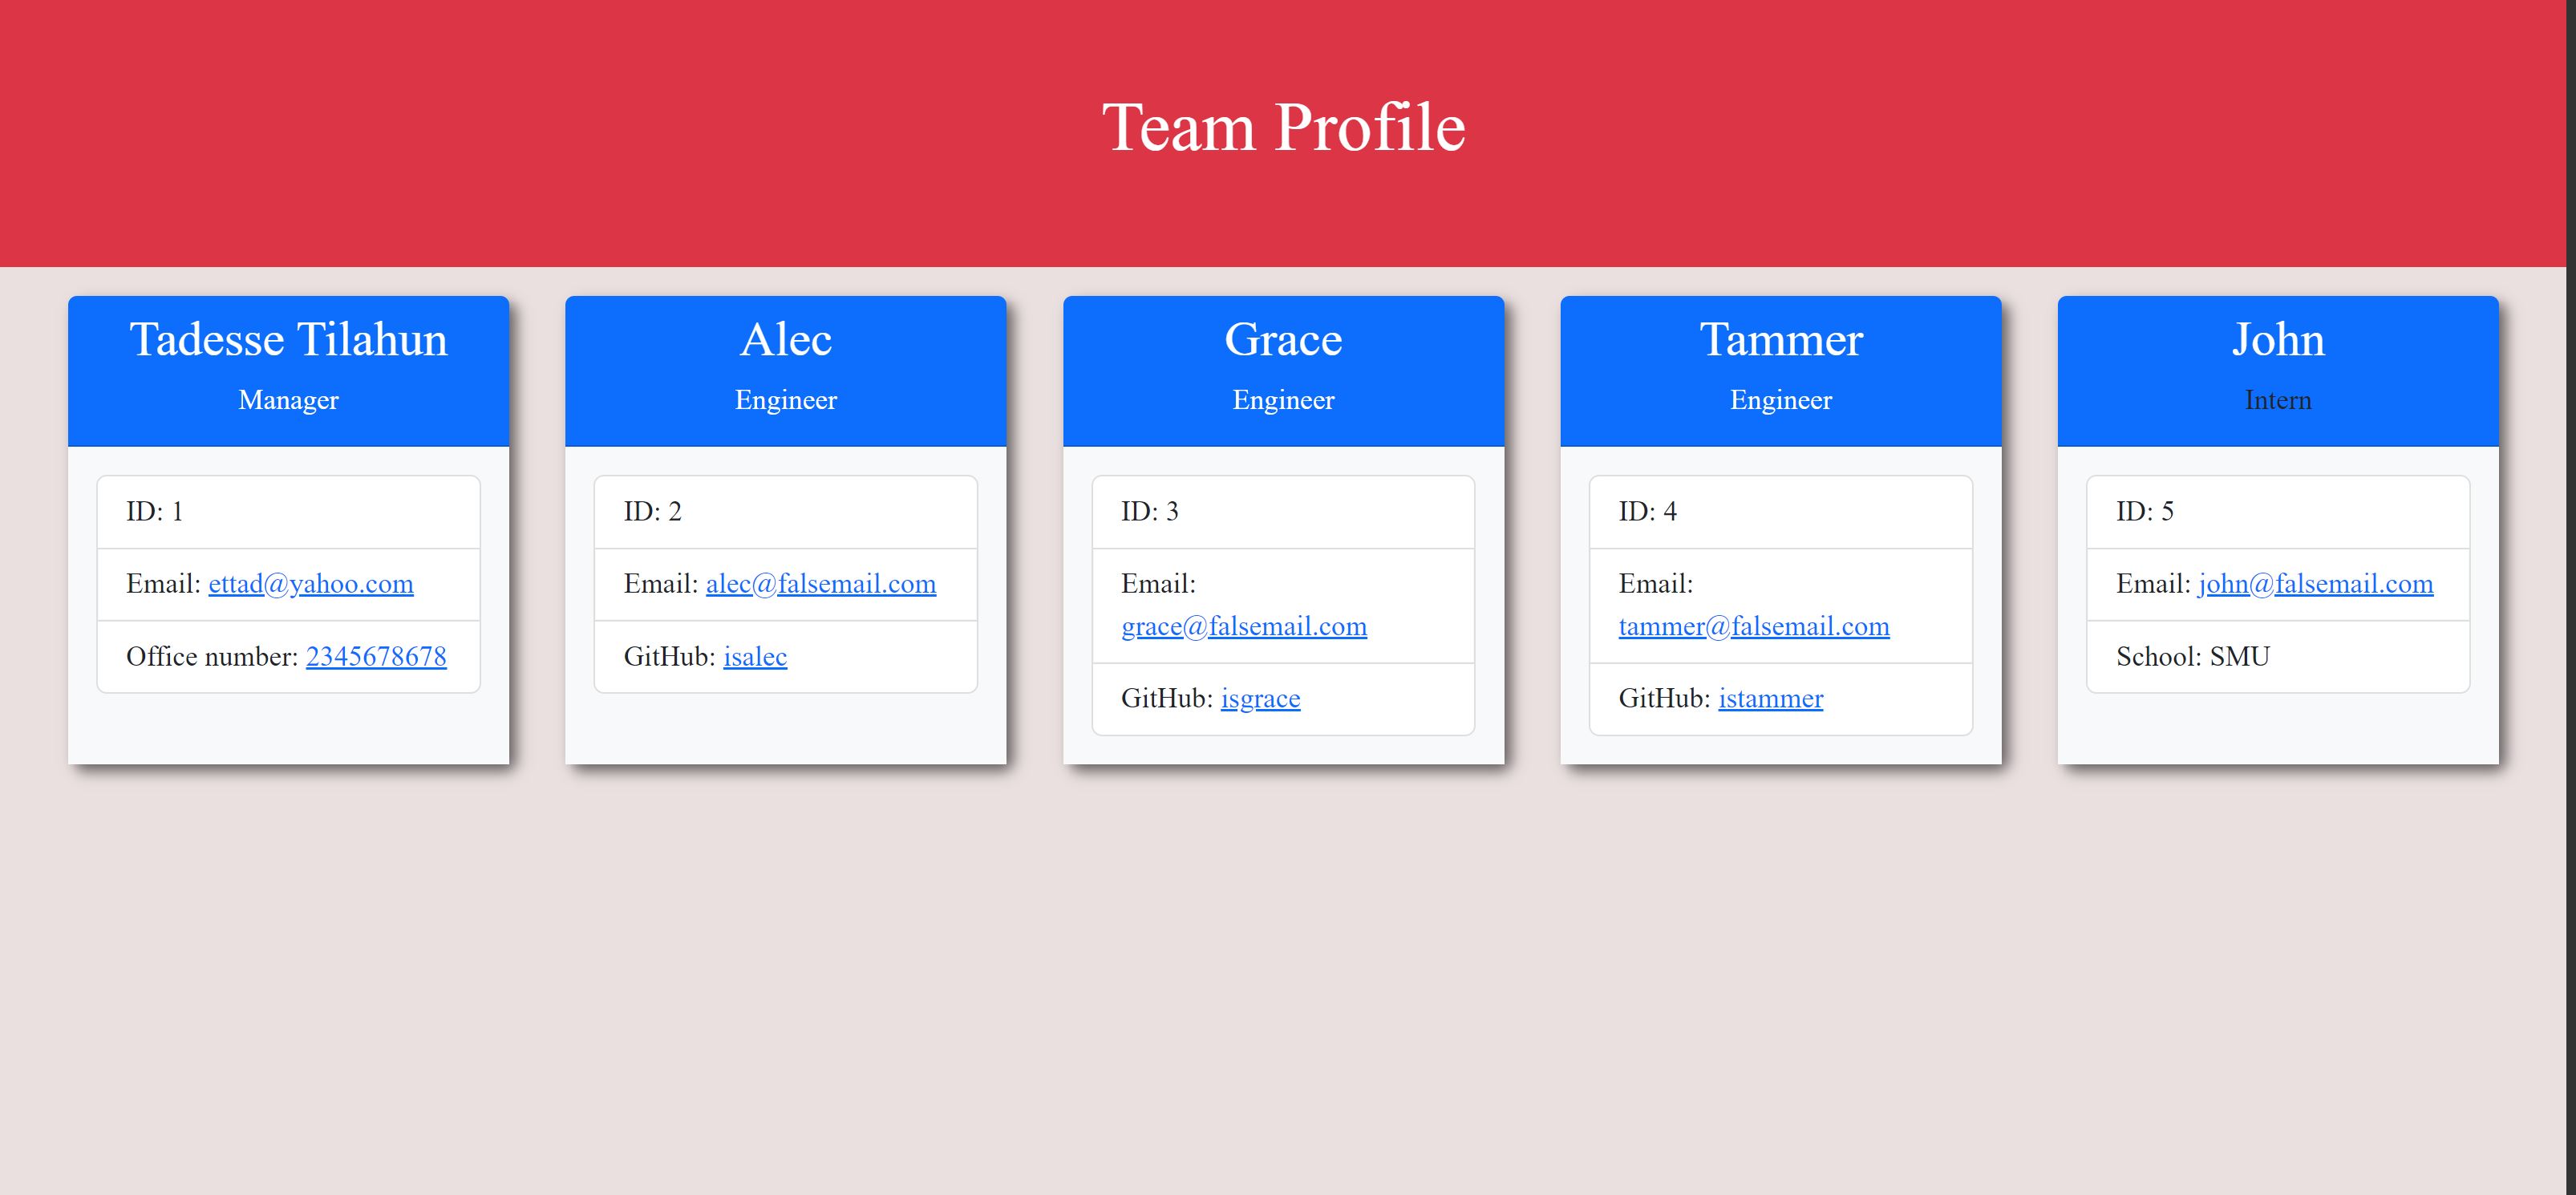 Team Profile
Tadesse Tilahun
Manager
ID: 1
Email: ettad@yahoo.com
Office number: 2345678678
Alec
Engineer
ID: 2
Email: alec@falsemail.com
GitHub: isalec
Grace
Engineer
ID: 3
Email:
grace@falsemail.com
GitHub: isgrace
Tammer
Engineer
ID: 4
Email:
tammer@falsemail.com
GitHub: istammer
John
Intern
ID: 5
Email: john@falsemail.com
School: SMU